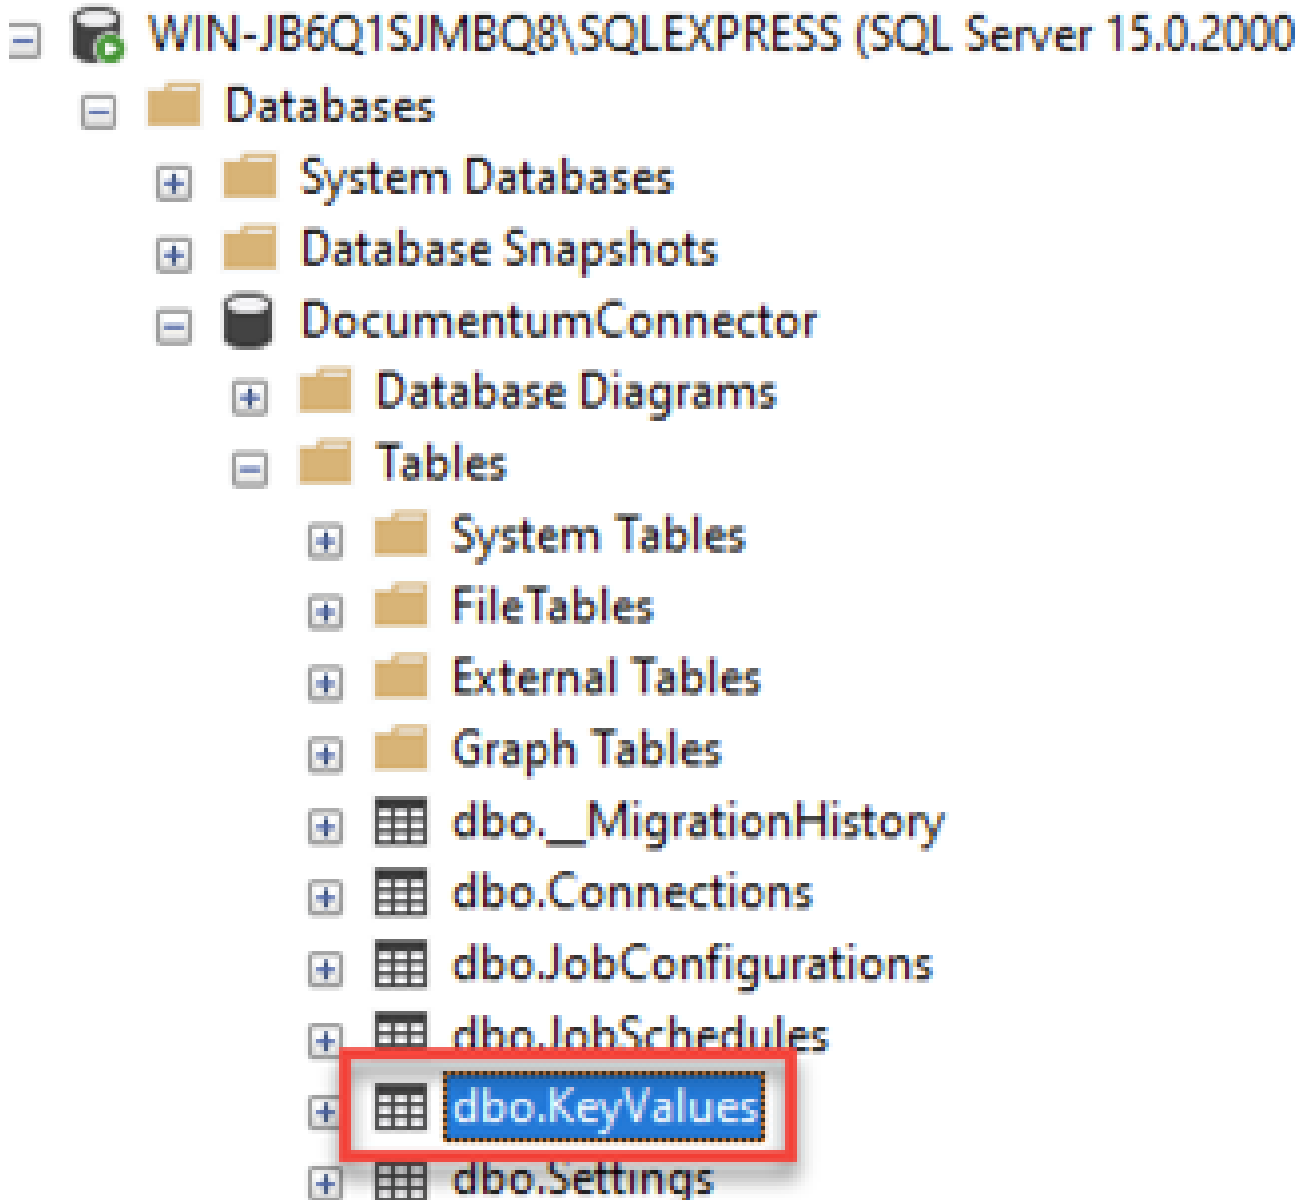 WIN-JB6Q1SJMBQ8\SQLEXPRESS (SQL Server 15.0.2000
Databases
System Databases
Database Snapshots
DocumentumConnector
Database Diagrams
Tables
System Tables
FileTables
External Tables
Graph Tables
dbo.__MigrationHistory
dbo.Connections
dbo.JobConfigurations
dbo.JobSchedules
dbo.KeyValues
dbo.Settings